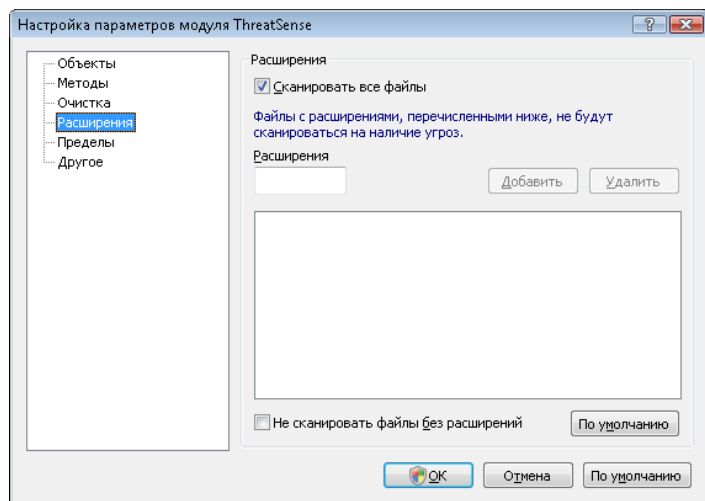 Настройка параметров модуля ThreatSense
Объекты
Методы
Очистка
Расширения
Пределы
Другое
Расширения
Сканировать все файлы
Файлы с расширениями, перечисленными ниже, не будут
сканироваться на наличие угроз.
Расширения
Добавить
Удалить
Не сканировать файлы без расширений
По умолчанию
OK
Отмена
По умолчанию